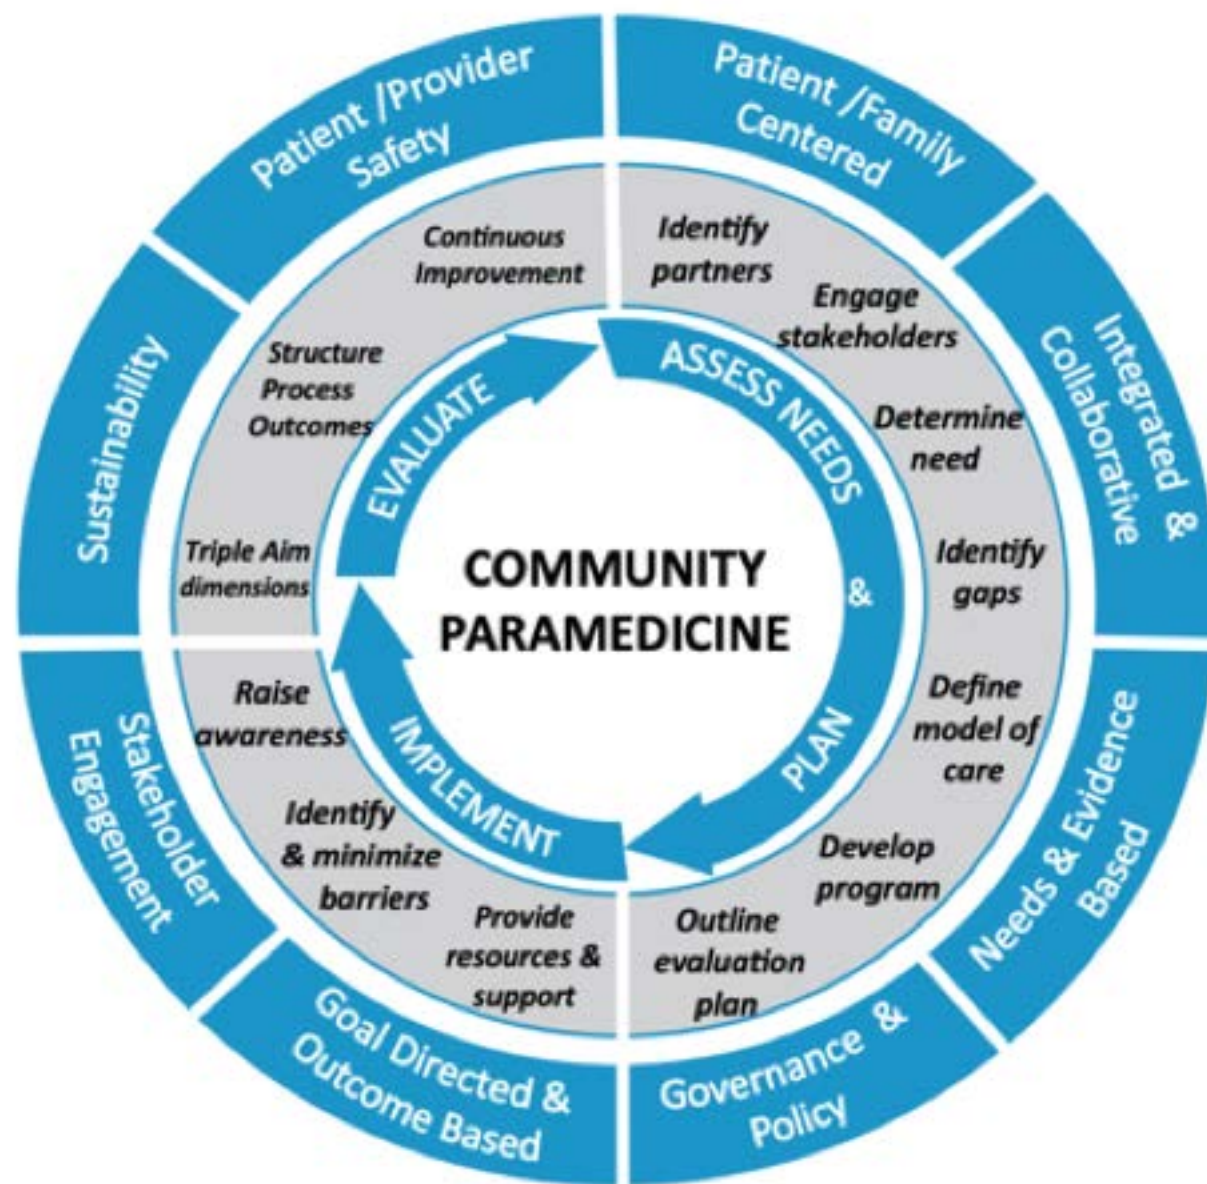 Patient /Provider
Safety
Patient /Family
Centered
Integrated &
Collaborative
Needs & Evidence
Based
Governance &
Policy
Goal Directed &
Outcome Based
Stakeholder
Engagement
Sustainability
Identify
partners
Engage
stakeholders
Determine
need
Identify
gaps
Define
model of
care
Develop
program
Outline
evaluation
plan
Provide
resources &
support
Identify
& minimize
barriers
Raise
awareness
Triple Aim
dimensions
Structure
Process
Outcomes
Continuous
Improvement
ASSESS NEEDS
&
PLAN
IMPLEMENT
EVALUATE
COMMUNITY
PARAMEDICINE